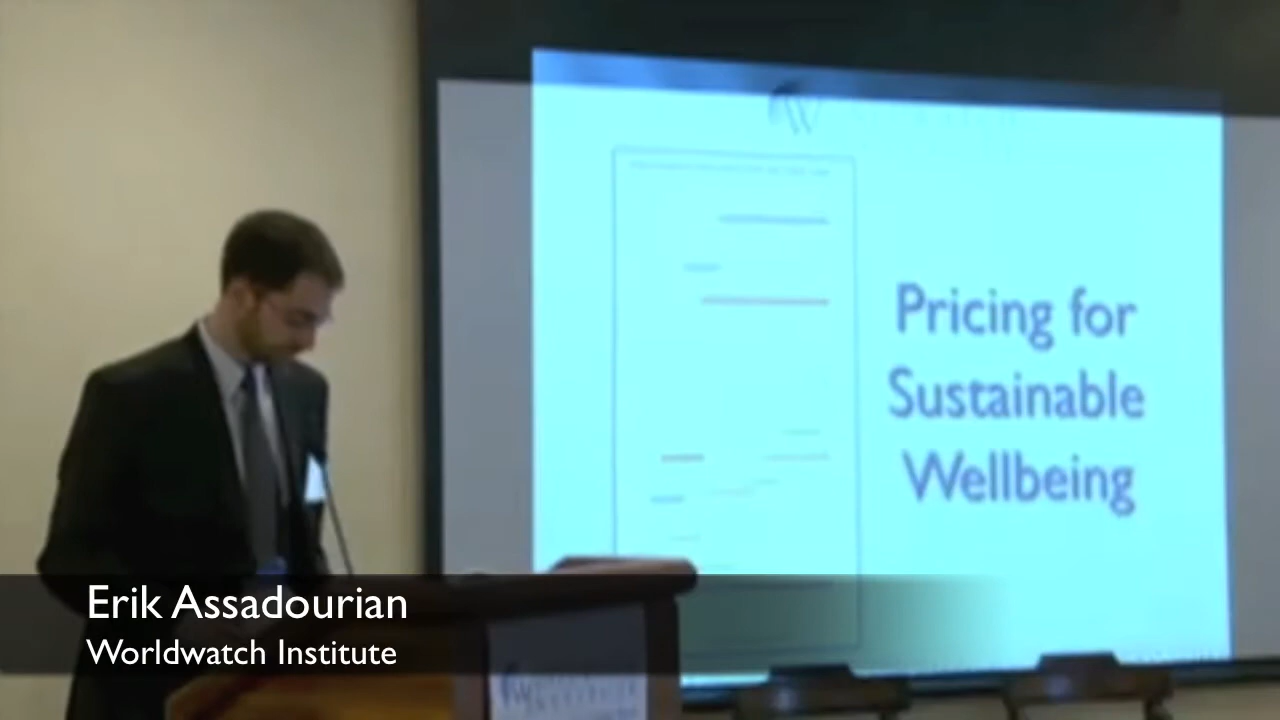 Pricing for
Sustainable
Wellbeing
Erik Assadourian
Worldwatch Institute